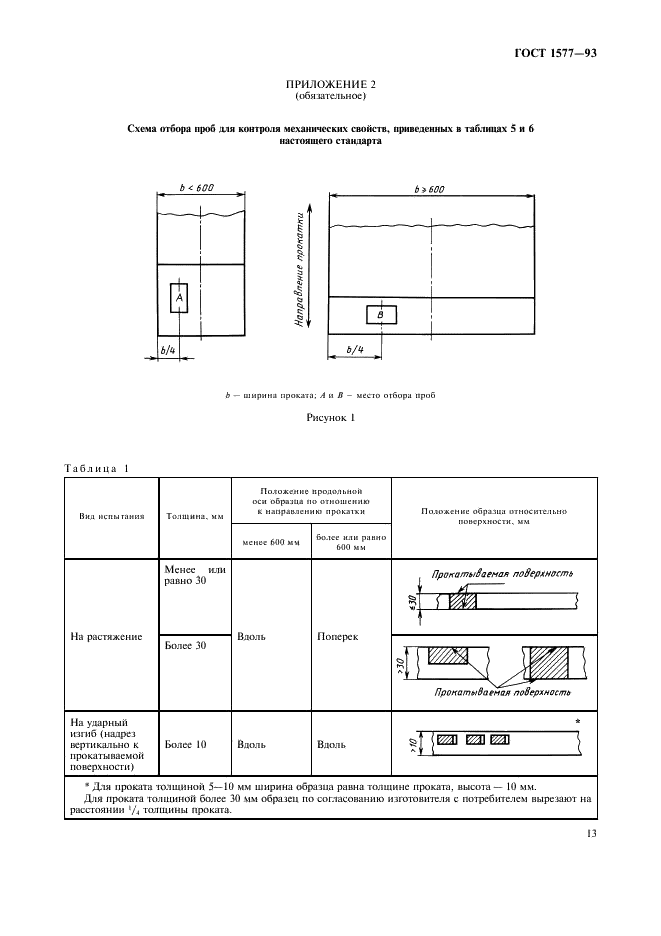 ГОСТ 1577—93
ПРИЛОЖЕНИЕ 2
(обязательное)
Схема отбора проб для контроля механических свойств, приведенных в таблицах 5 и 6
настоящего стандарта
b < 600
A
b/4
Направление прокатки
b ⩾ 600
B
b/4
b — ширина проката; A и B — место отбора проб
Рисунок 1
Таблица 1
Вид испытания
Толщина, мм
Положение продольной
оси образца по отношению
к направлению прокатки
менее 600 мм
более или равно
600 мм
Положение образца относительно
поверхности, мм
На растяжение
Менее или
равно 30
Более 30
Вдоль
Поперек
Прокатываемая поверхность
≤30
>30
Прокатываемая поверхность
На ударный
изгиб (надрез
вертикально к
прокатываемой
поверхности)
Более 10
Вдоль
Вдоль
>10
*
* Для проката толщиной 5—10 мм ширина образца равна толщине проката, высота — 10 мм.
Для проката толщиной более 30 мм образец по согласованию изготовителя с потребителем вырезают на
расстоянии 1/4 толщины проката.
13